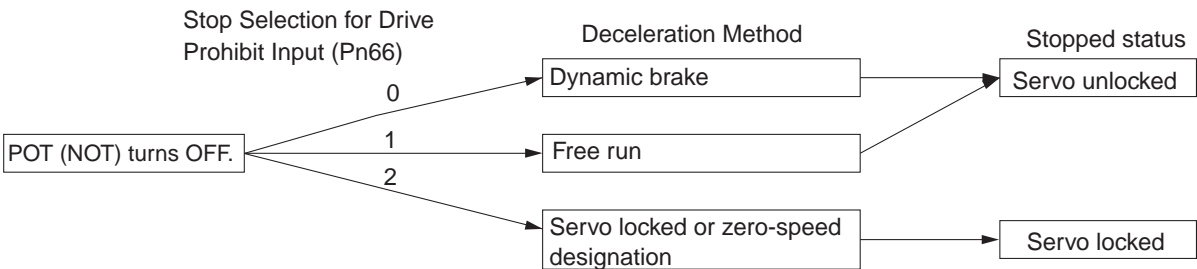 Stop Selection for Drive
Prohibit Input (Pn66)
Deceleration Method
Stopped status
0
Dynamic brake
Servo unlocked
POT (NOT) turns OFF.
1
Free run
2
Servo locked or zero-speed
designation
Servo locked